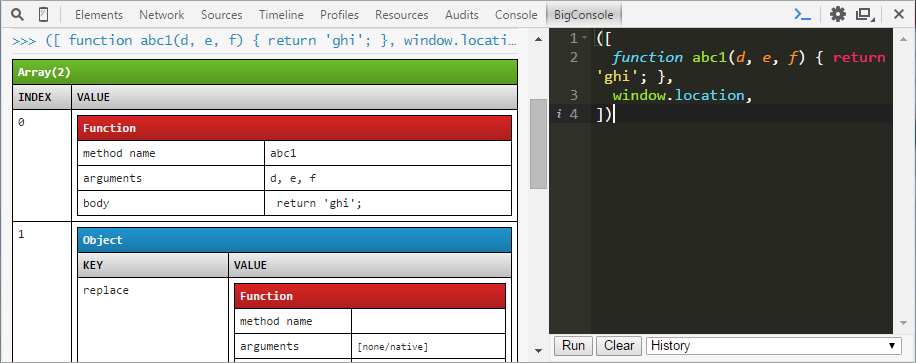 Elements Network Sources Timeline Profiles Resources Audits Console BigConsole
>>> ([ function abc1(d, e, f) { return 'ghi'; }, window.locati…
Array(2)
INDEX VALUE
0
Function
method name abc1
arguments d, e, f
body return 'ghi';
1
Object
KEY VALUE
replace
Function
method name
arguments [none/native]
1 ([
2 function abc1(d, e, f) { return
'ghi'; },
3 window.location,
i 4 ])
Run Clear History